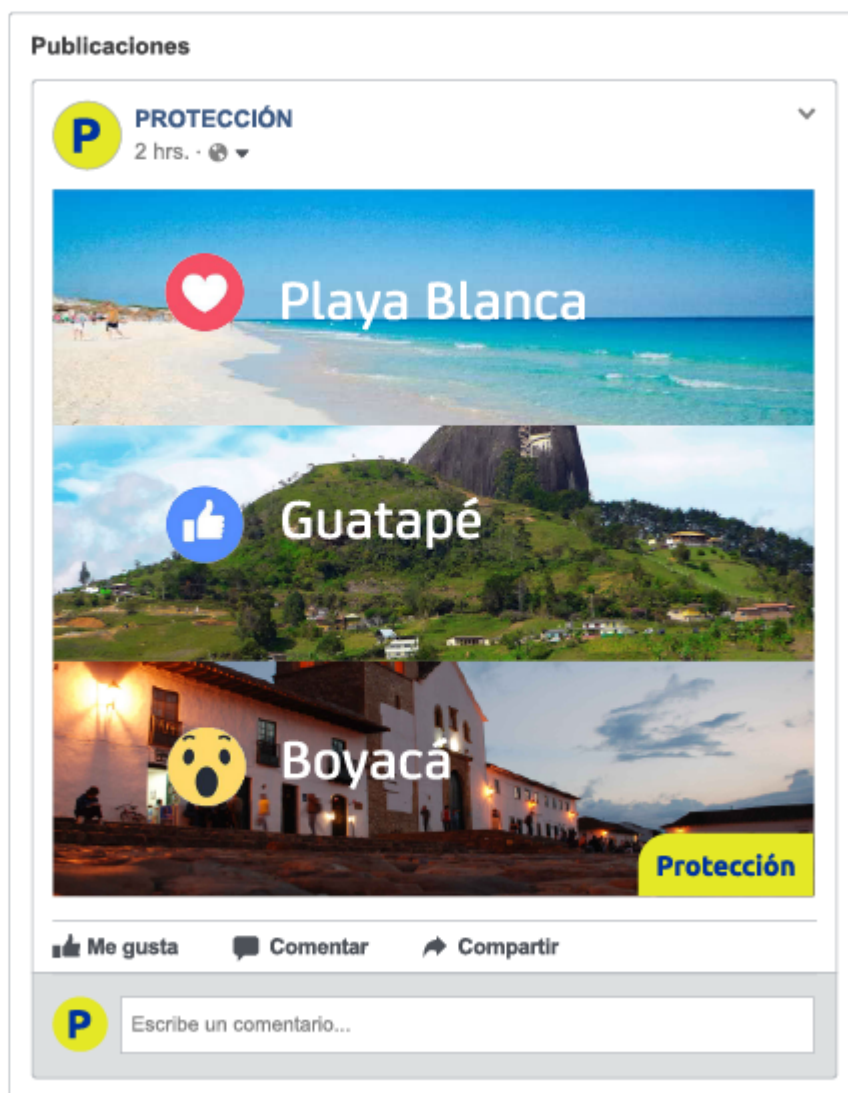 Publicaciones
P
PROTECCIÓN
2 hrs. ·
Playa Blanca
Guatapé
Boyacá
Protección
Me gusta Comentar Compartir
P
Escribe un comentario...